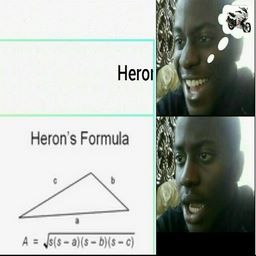 Heron
Heron's Formula
c
b
a
A = √s(s – a)(s – b)(s – c)